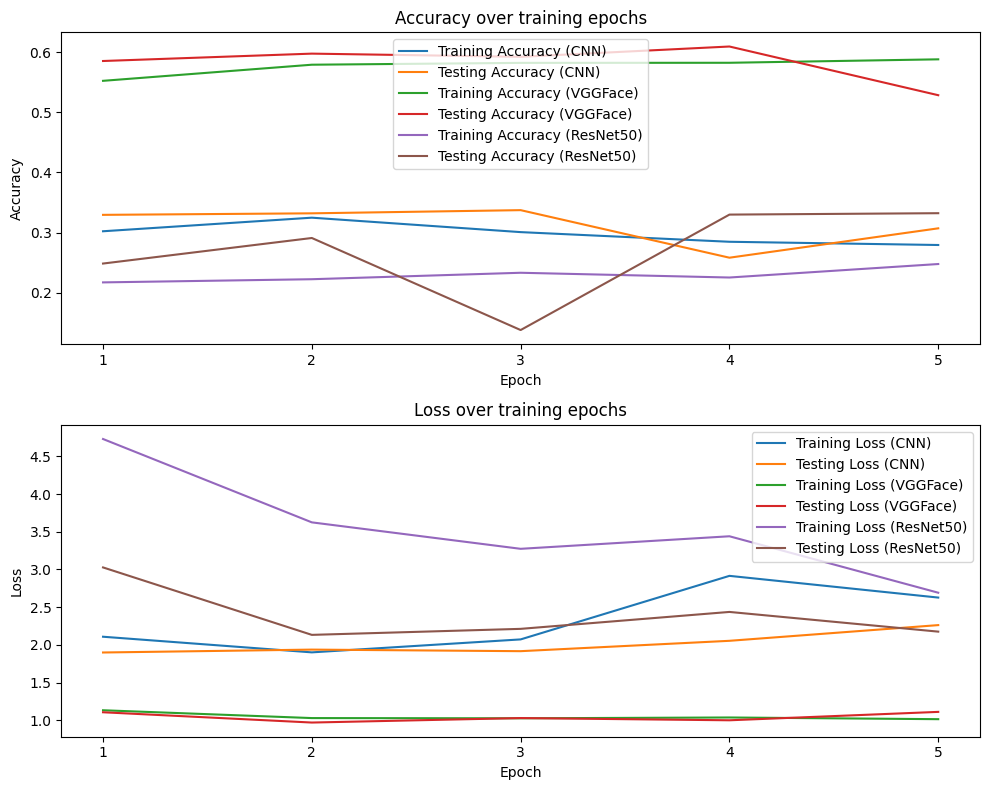 Accuracy over training epochs
0.6
0.5
0.4
0.3
0.2
Accuracy
Training Accuracy (CNN)
Testing Accuracy (CNN)
Training Accuracy (VGGFace)
Testing Accuracy (VGGFace)
Training Accuracy (ResNet50)
Testing Accuracy (ResNet50)
1 2 3 4 5
Epoch
Loss over training epochs
4.5
4.0
3.5
3.0
2.5
2.0
1.5
1.0
Loss
Training Loss (CNN)
Testing Loss (CNN)
Training Loss (VGGFace)
Testing Loss (VGGFace)
Training Loss (ResNet50)
Testing Loss (ResNet50)
1 2 3 4 5
Epoch